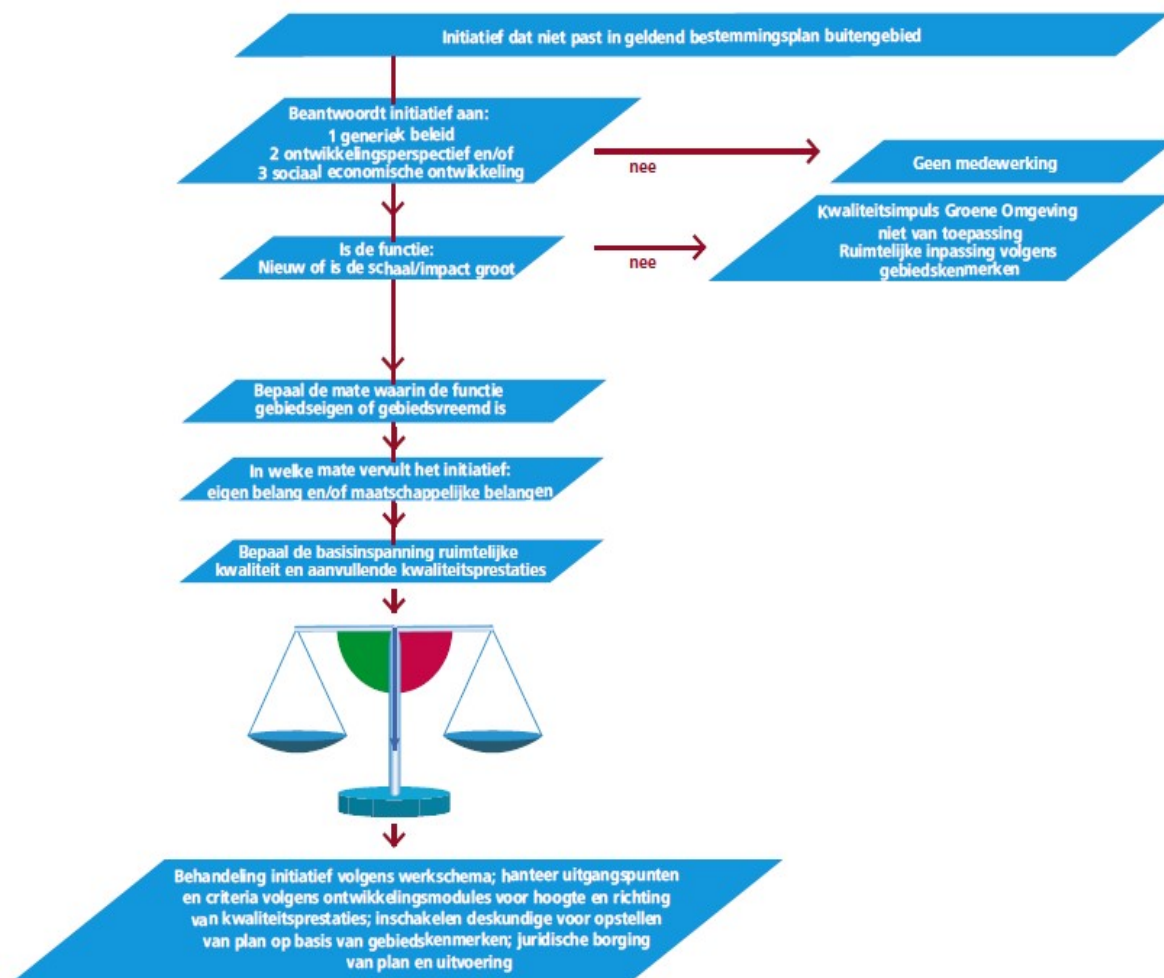 Initiatief dat niet past in geldend bestemmingsplan buitengebied
Beantwoordt initiatief aan:
1 generiek beleid
2 ontwikkelingsperspectief en/of
3 sociaal economische ontwikkeling
nee
Geen medewerking
Is de functie:
Nieuw of is de schaal/impact groot
nee
Kwaliteitsimpuls Groene Omgeving
niet van toepassing
Ruimtelijke inpassing volgens
gebiedskenmerken
Bepaal de mate waarin de functie
gebiedseigen of gebiedsvreemd is
In welke mate vervult het initiatief:
eigen belang en/of maatschappelijke belangen
Bepaal de basisinspanning ruimtelijke
kwaliteit en aanvullende kwaliteitsprestaties
Behandeling initiatief volgens werkschema; hanteer uitgangspunten
en criteria volgens ontwikkelingsmodules voor hoogte en richting
van kwaliteitsprestaties; inschakelen deskundige voor opstellen
van plan op basis van gebiedskenmerken; juridische borging
van plan en uitvoering